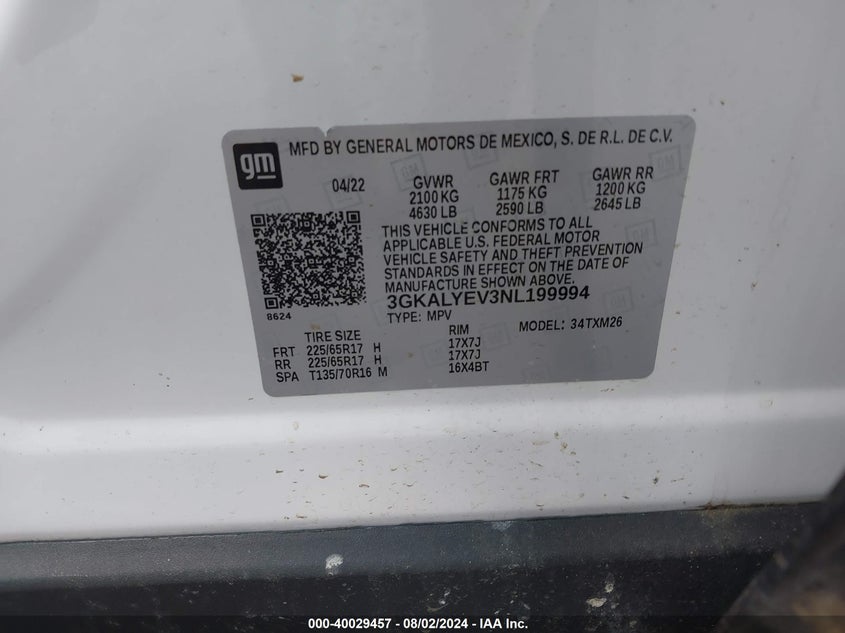 gm
MFD BY GENERAL MOTORS DE MEXICO, S. DE R.L. DE C.V.
04/22 GVWR GAWR FRT GAWR RR
2100 KG 1175 KG 1200 KG
4630 LB 2590 LB 2645 LB
THIS VEHICLE CONFORMS TO ALL
APPLICABLE U.S. FEDERAL MOTOR
VEHICLE SAFETY AND THEFT PREVENTION
STANDARDS IN EFFECT ON THE DATE OF
MANUFACTURE SHOWN ABOVE.
3GKALYEV3NL199994
8624
TYPE: MPV MODEL: 34TXM26
TIRE SIZE RIM
FRT 225/65R17 H 17X7J
RR 225/65R17 H 17X7J
SPA T135/70R16 M 16X4BT
000-40029457 - 08/02/2024 - IAA Inc.